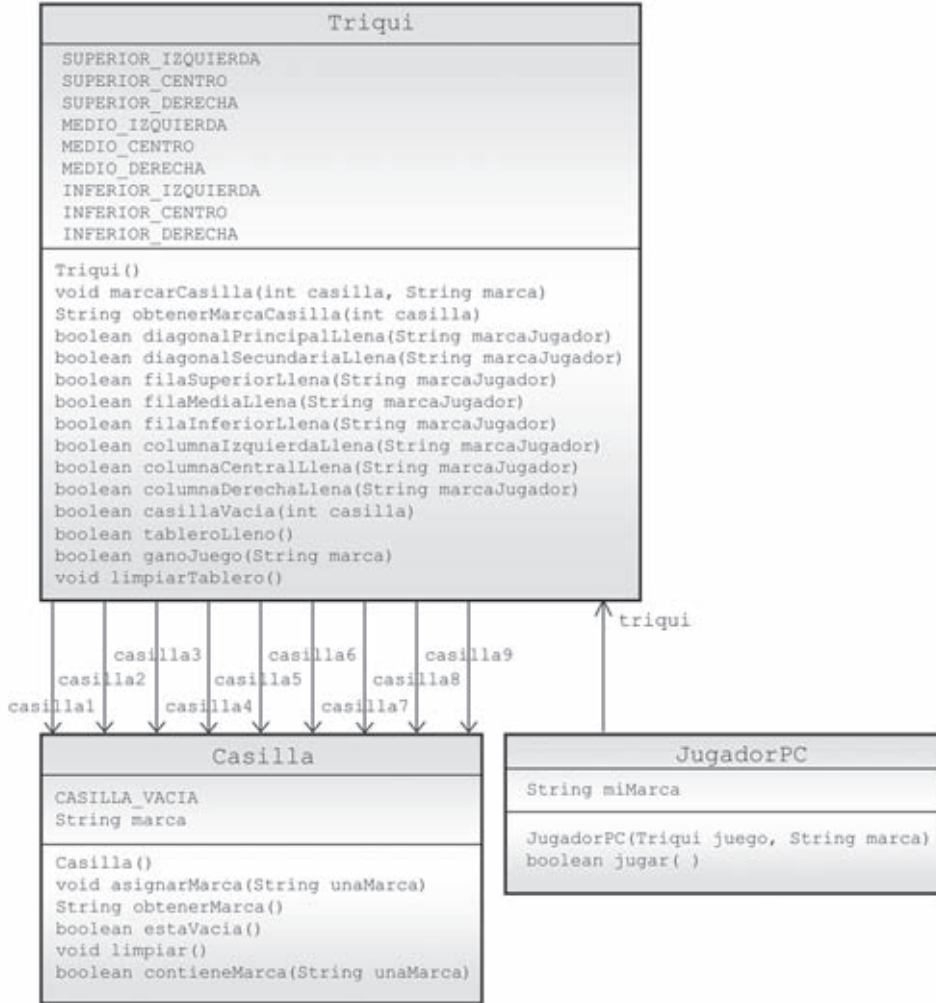 Triqui
SUPERIOR_IZQUIERDA
SUPERIOR_CENTRO
SUPERIOR_DERECHA
MEDIO_IZQUIERDA
MEDIO_CENTRO
MEDIO_DERECHA
INFERIOR_IZQUIERDA
INFERIOR_CENTRO
INFERIOR_DERECHA
Triqui()
void marcarCasilla(int casilla, String marca)
String obtenerMarcaCasilla(int casilla)
boolean diagonalPrincipalLlena(String marcaJugador)
boolean diagonalSecundariaLlena(String marcaJugador)
boolean filaSuperiorLlena(String marcaJugador)
boolean filaMediaLlena(String marcaJugador)
boolean filaInferiorLlena(String marcaJugador)
boolean columnaIzquierdaLlena(String marcaJugador)
boolean columnaCentralLlena(String marcaJugador)
boolean columnaDerechaLlena(String marcaJugador)
boolean casillaVacia(int casilla)
boolean tableroLleno()
boolean ganoJuego(String marca)
void limpiarTablero()
triqui
casilla3 casilla6 casilla9
casilla2 casilla5 casilla8
casilla1 casilla4 casilla7
Casilla
CASILLA_VACIA
String marca
Casilla()
void asignarMarca(String unaMarca)
String obtenerMarca()
boolean estaVacia()
void limpiar()
boolean contieneMarca(String unaMarca)
JugadorPC
String miMarca
JugadorPC(Triqui juego, String marca)
boolean jugar( )